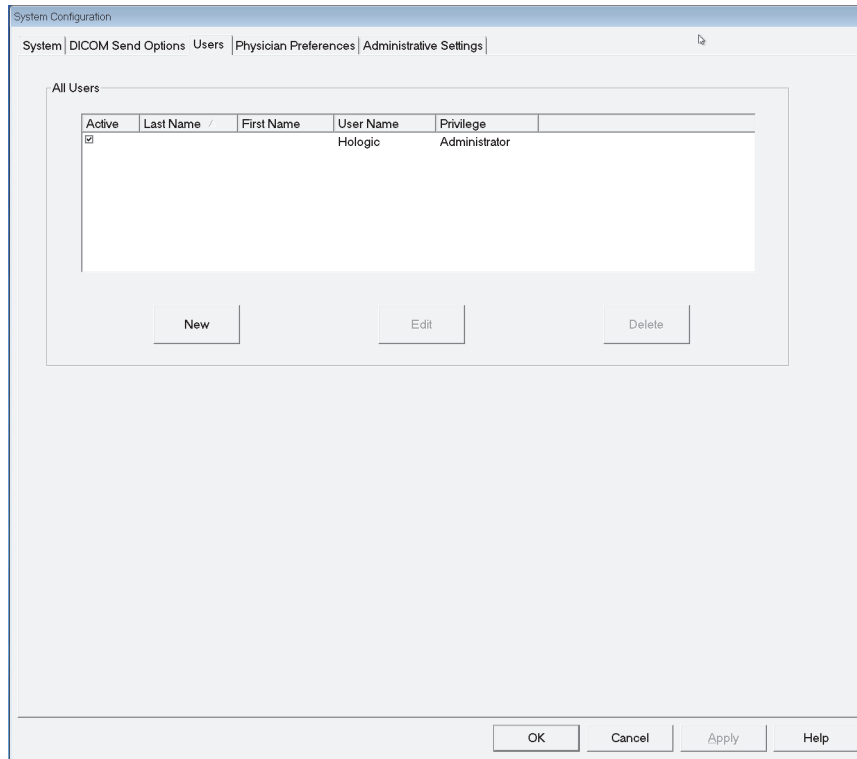 System Configuration
System DICOM Send Options Users Physician Preferences Administrative Settings
All Users
Active Last Name First Name User Name Privilege
Hologic Administrator
New Edit Delete
OK Cancel Apply Help